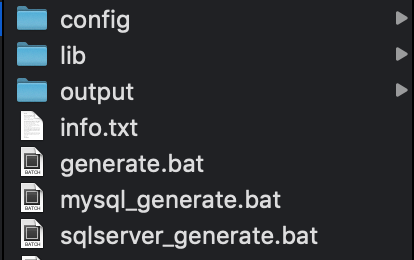 config
lib
output
info.txt
generate.bat
mysql_generate.bat
sqlserver_generate.bat